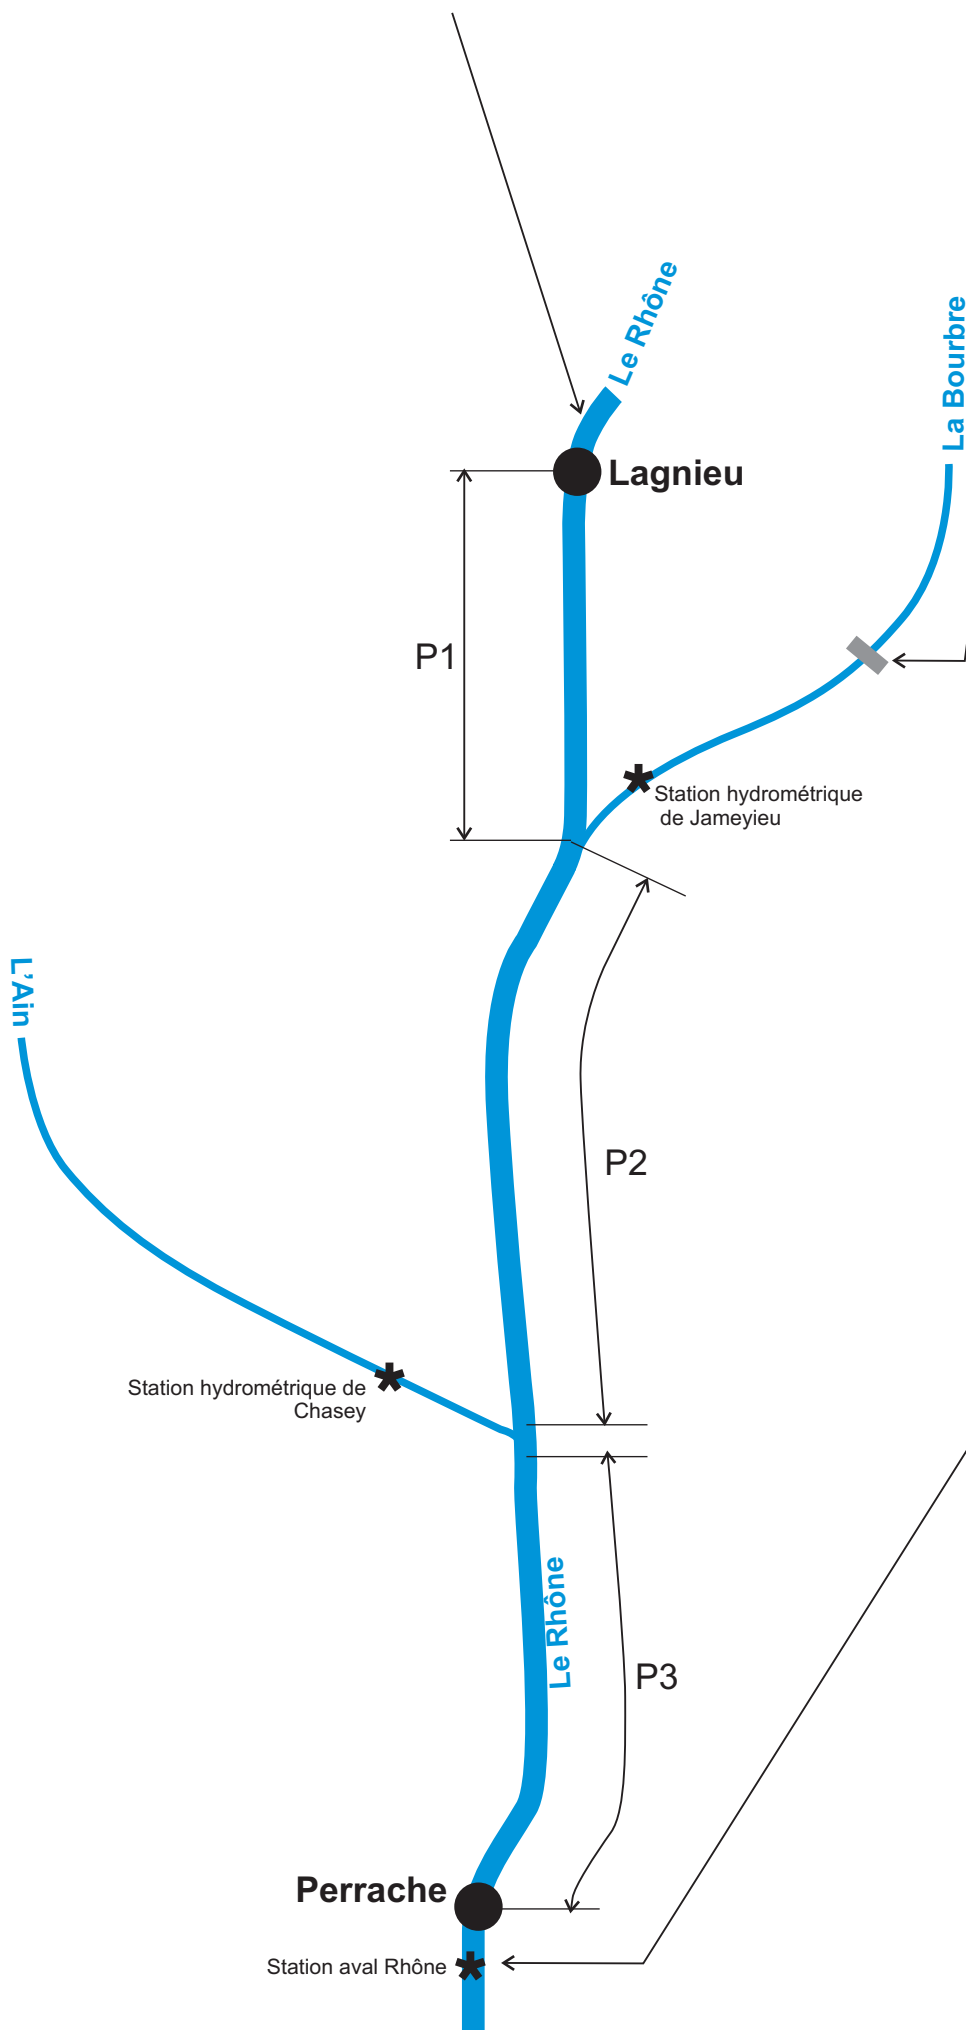 Le Rhône
La Bourbre
Lagnieu
P1
Station hydrométrique
de Jameyieu
L'Ain
P2
Station hydrométrique de
Chasey
Le Rhône
P3
Perrache
Station aval Rhône